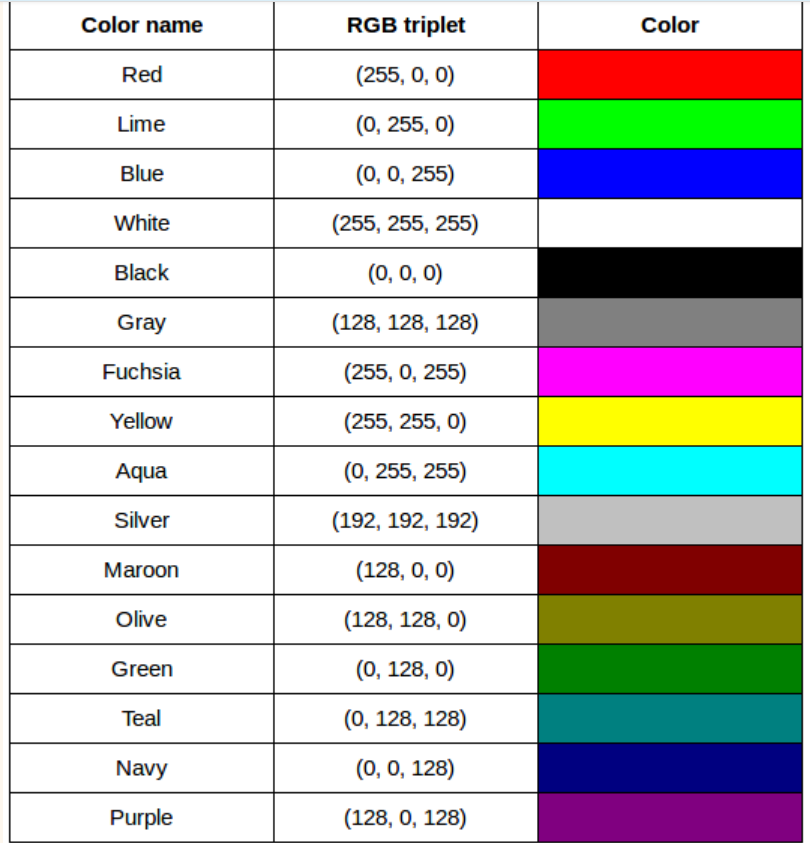 Color name RGB triplet Color
Red (255, 0, 0)
Lime (0, 255, 0)
Blue (0, 0, 255)
White (255, 255, 255)
Black (0, 0, 0)
Gray (128, 128, 128)
Fuchsia (255, 0, 255)
Yellow (255, 255, 0)
Aqua (0, 255, 255)
Silver (192, 192, 192)
Maroon (128, 0, 0)
Olive (128, 128, 0)
Green (0, 128, 0)
Teal (0, 128, 128)
Navy (0, 0, 128)
Purple (128, 0, 128)